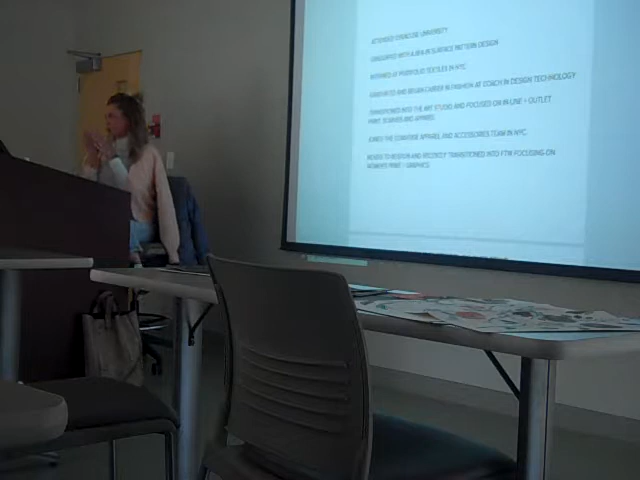 ATTENDED SYRACUSE UNIVERSITY
GRADUATED WITH A BFA IN SURFACE PATTERN DESIGN
INTERNED AT PORTFOLIO TEXTILES IN NYC
GRADUATED AND BEGAN CAREER IN FASHION AT COACH IN DESIGN TECHNOLOGY
TRANSITIONED INTO THE ART STUDIO AND FOCUSED ON IN LINE + OUTLET
PRINT, SCARVES AND APPAREL
JOINED THE CONVERSE APPAREL AND ACCESSORIES TEAM IN NYC.
MOVED TO BOSTON AND RECENTLY TRANSITIONED INTO FTW FOCUSING ON
WOMEN'S PRINT + GRAPHICS